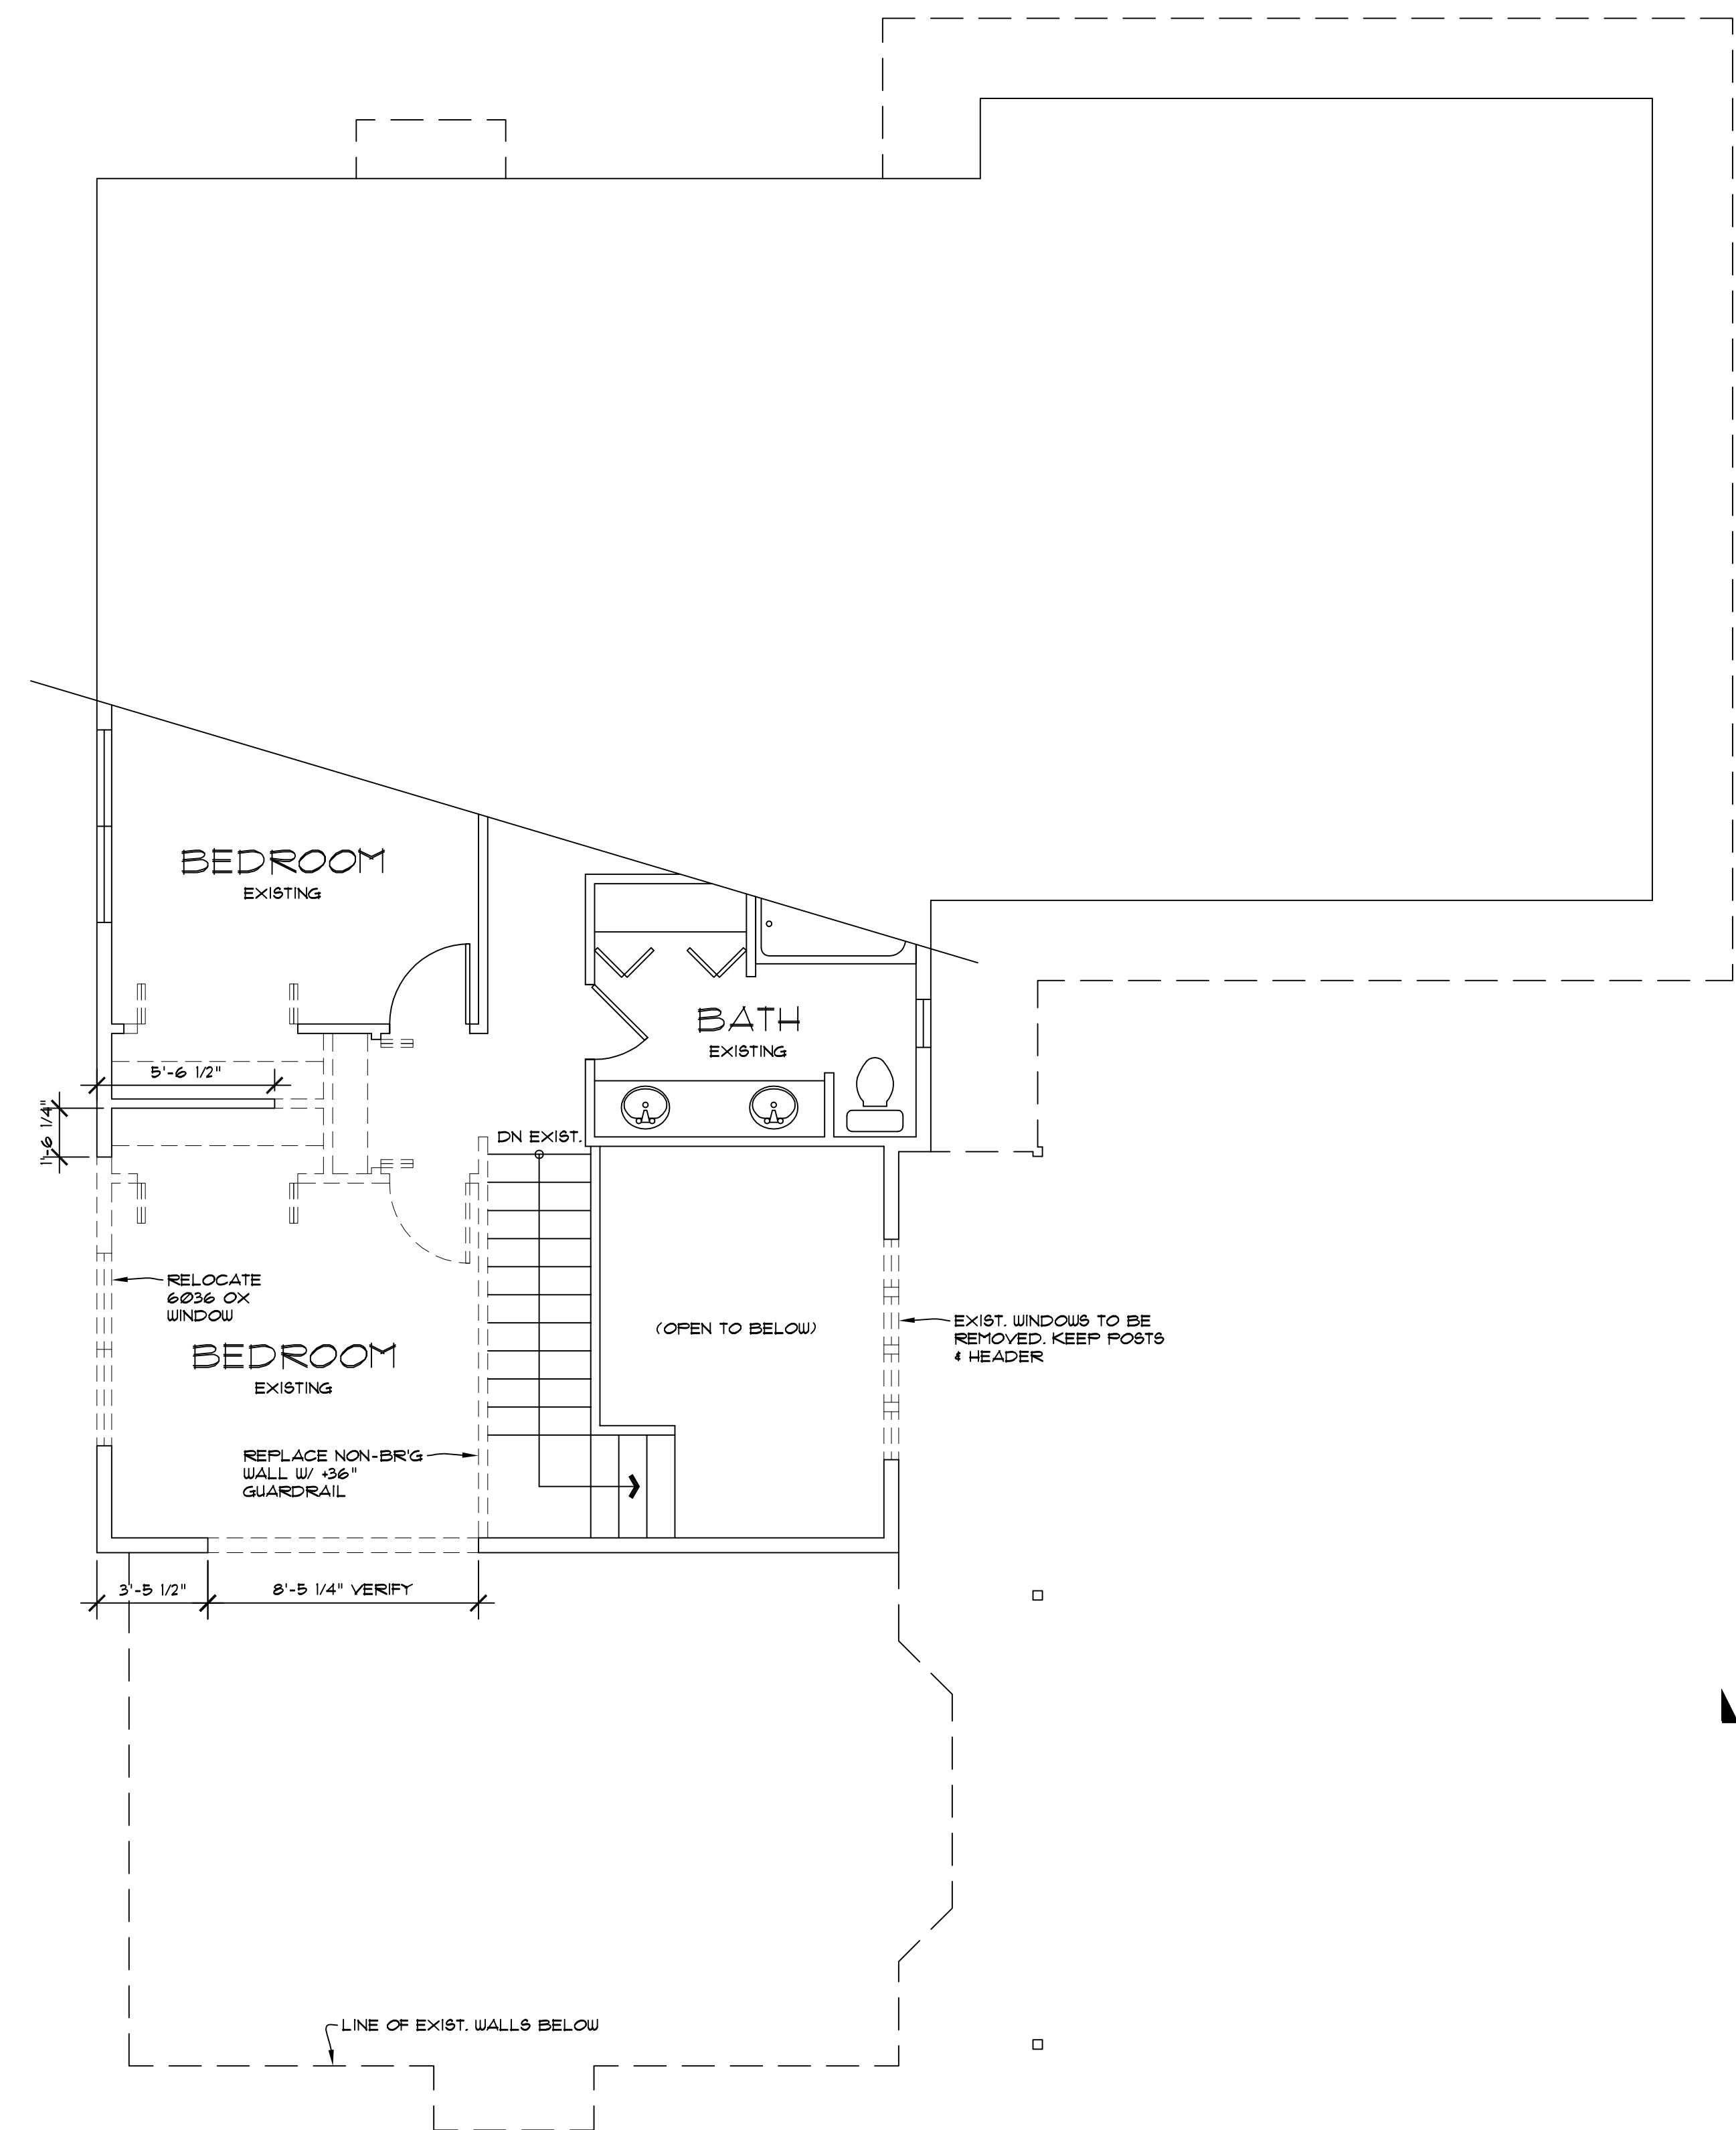 BEDROOM
EXISTING
BATH
EXISTING
5'-6 1/2"
1'-6 1/4"
DN EXIST.
RELOCATE
6036 OX
WINDOW
(OPEN TO BELOW)
EXIST. WINDOWS TO BE
REMOVED. KEEP POSTS
& HEADER
BEDROOM
EXISTING
REPLACE NON-BR'G
WALL W/ +36"
GUARDRAIL
3'-5 1/2"
8'-5 1/4" VERIFY
LINE OF EXIST. WALLS BELOW